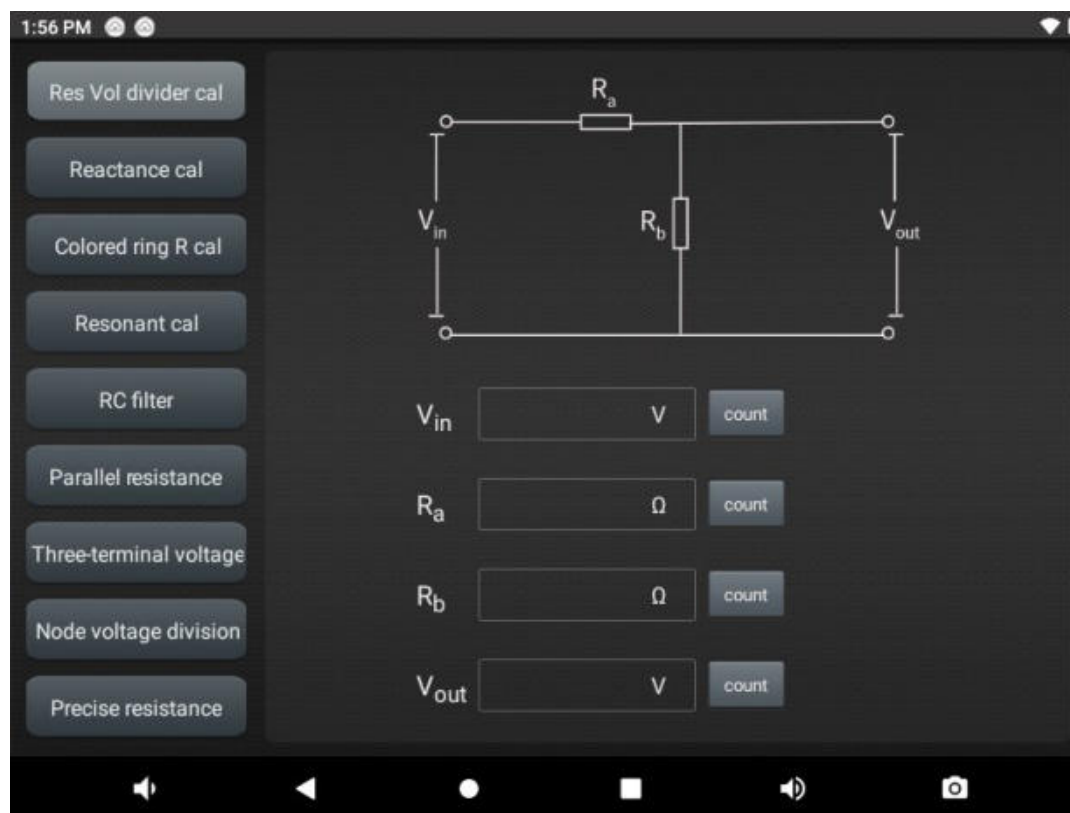 1:56 PM
Res Vol divider cal
Reactance cal
Colored ring R cal
Resonant cal
RC filter
Parallel resistance
Three-terminal voltage
Node voltage division
Precise resistance
Ra
Vin
Rb
Vout
Vin V count
Ra Ω count
Rb Ω count
Vout V count